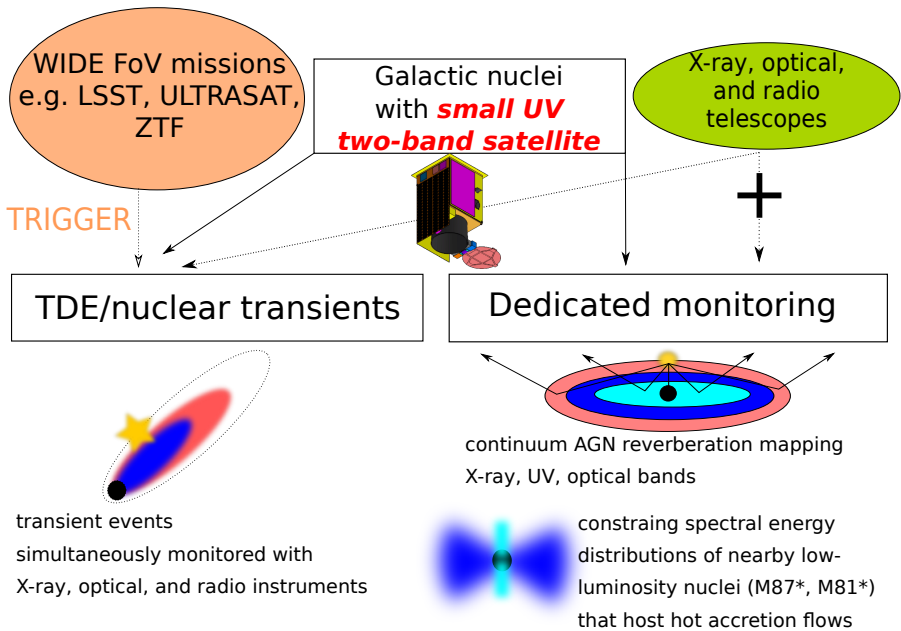 WIDE FoV missions
e.g. LSST, ULTRASAT,
ZTF
Galactic nuclei
with small UV
two-band satellite
X-ray, optical,
and radio
telescopes
TRIGGER
TDE/nuclear transients
Dedicated monitoring
continuum AGN reverberation mapping
X-ray, UV, optical bands
transient events
simultaneously monitored with
X-ray, optical, and radio instruments
constraing spectral energy
distributions of nearby low-
luminosity nuclei (M87*, M81*)
that host hot accretion flows